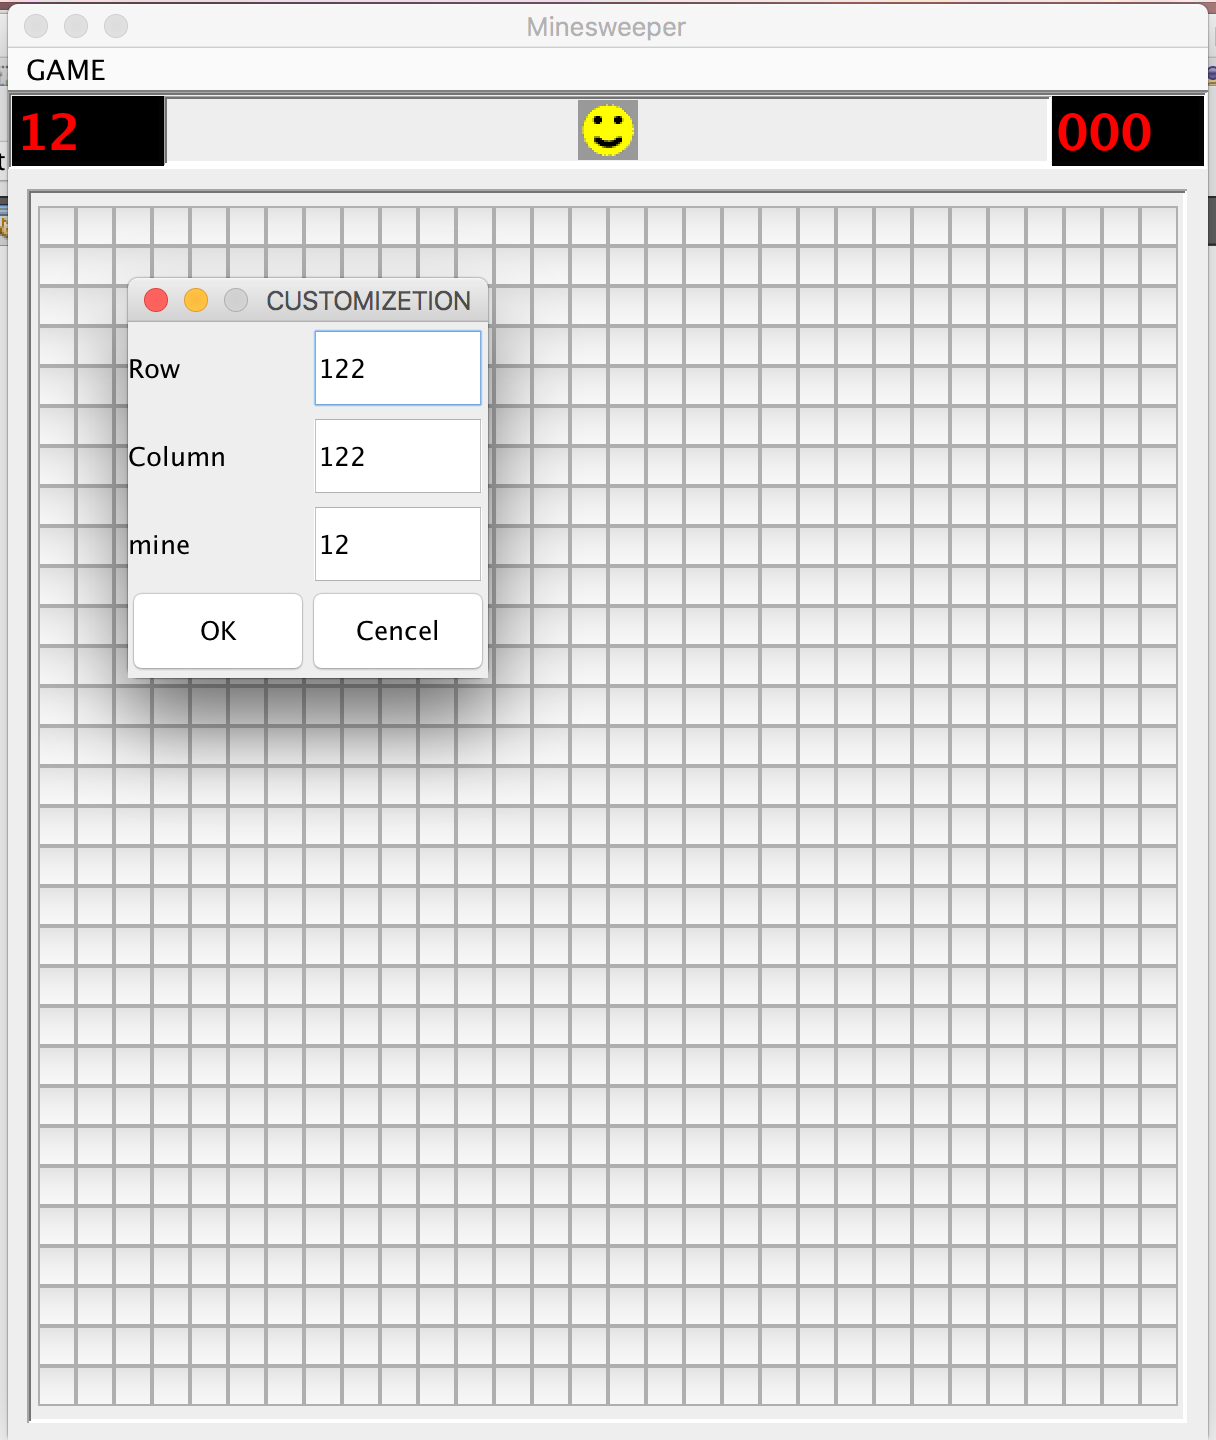 Minesweeper
GAME
12
000
CUSTOMIZETION
Row 122
Column 122
mine 12
OK Cencel
t